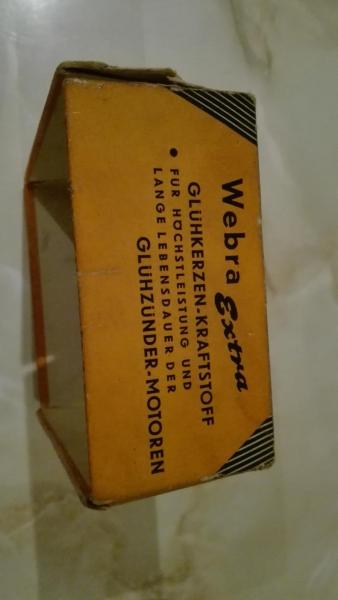 Webra Extra
GLÜHKERZEN-KRAFTSTOFF
• FÜR HÖCHSTLEISTUNG UND
LANGE LEBENSDAUER DER
GLÜHZÜNDER-MOTOREN